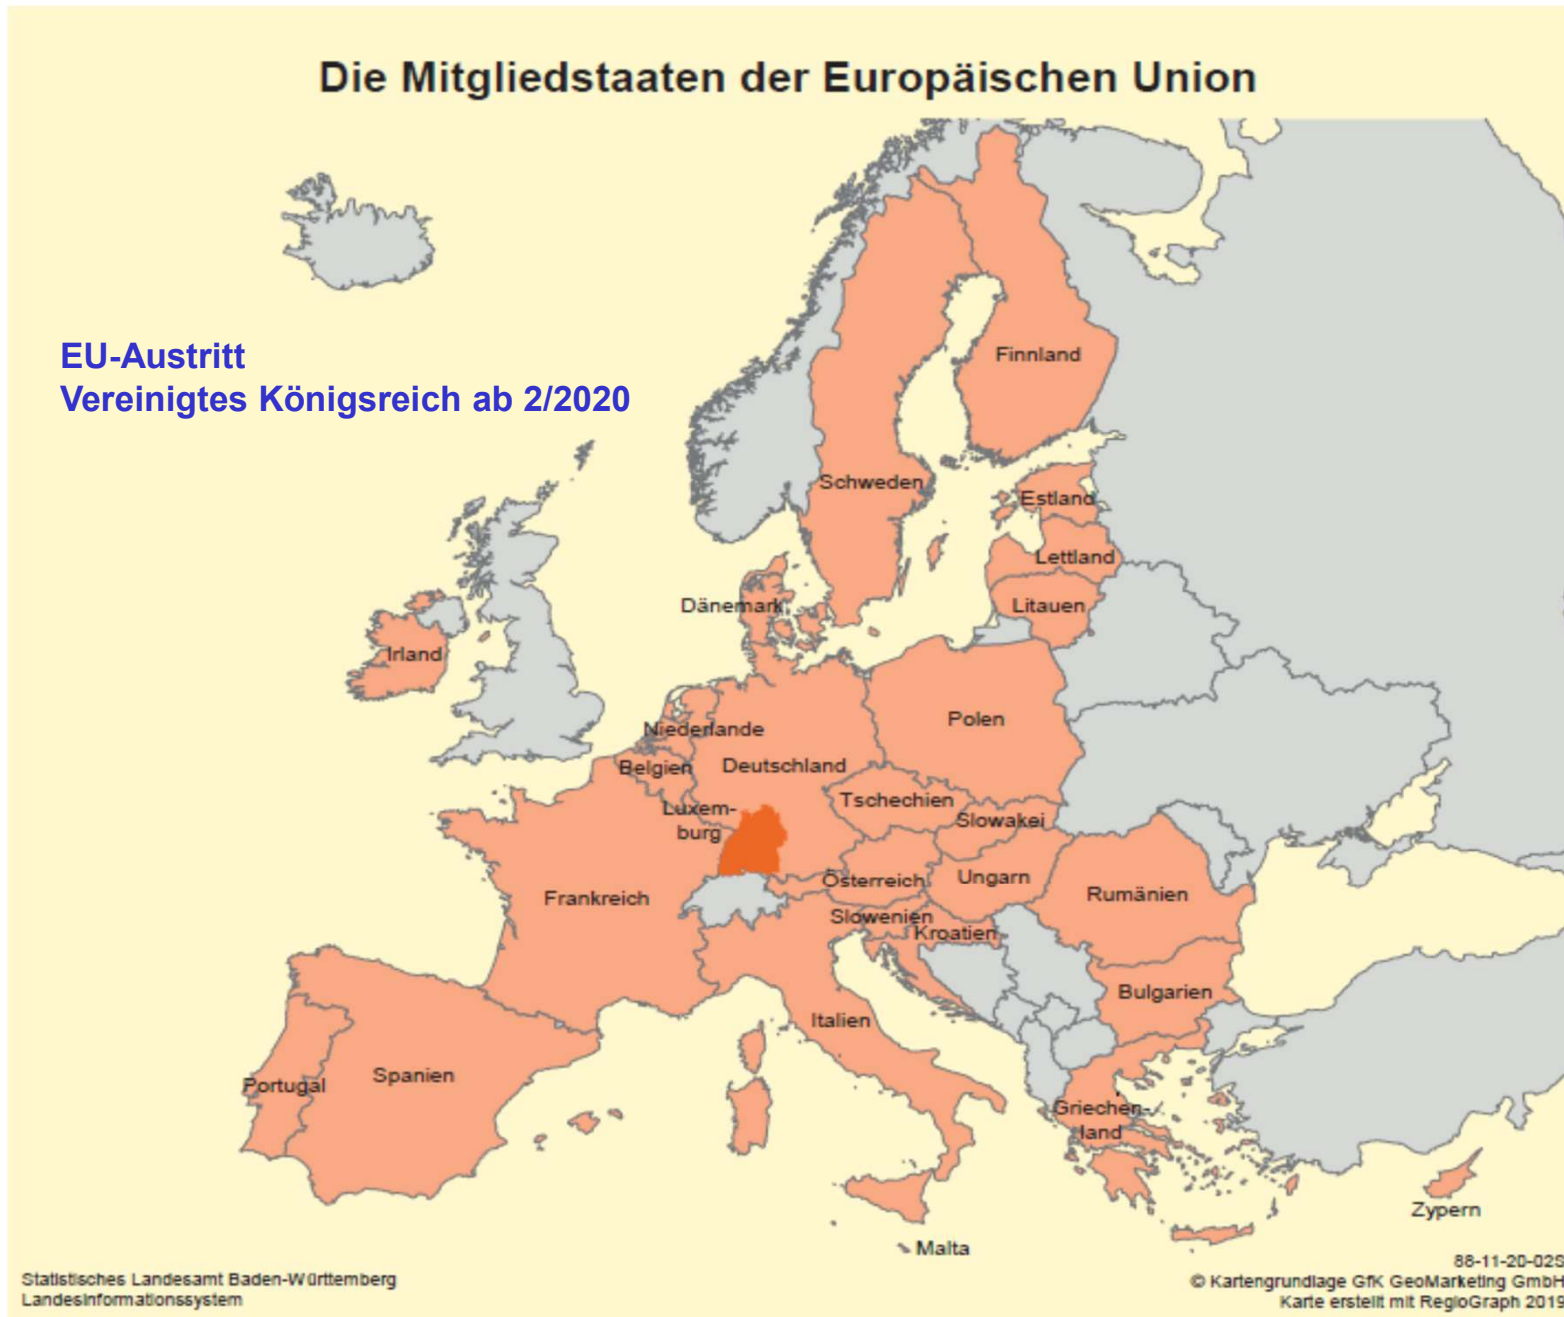 Die Mitgliedstaaten der Europäischen Union
EU-Austritt
Vereinigtes Königsreich ab 2/2020
Finnland
Schweden
Estland
Lettland
Dänemark
Litauen
Irland
Polen
Niederlande
Belgien
Deutschland
Tschechien
Luxem-
burg
Slowakei
Österreich
Ungarn
Frankreich
Rumänien
Slowenien
Kroatien
Bulgarien
Italien
Spanien
Portugal
Griechen-
land
Zypern
Malta
Statistisches Landesamt Baden-Württemberg
Landesinformationssystem
88-11-20-02S
© Kartengrundlage GfK GeoMarketing GmbH
Karte erstellt mit RegioGraph 2019